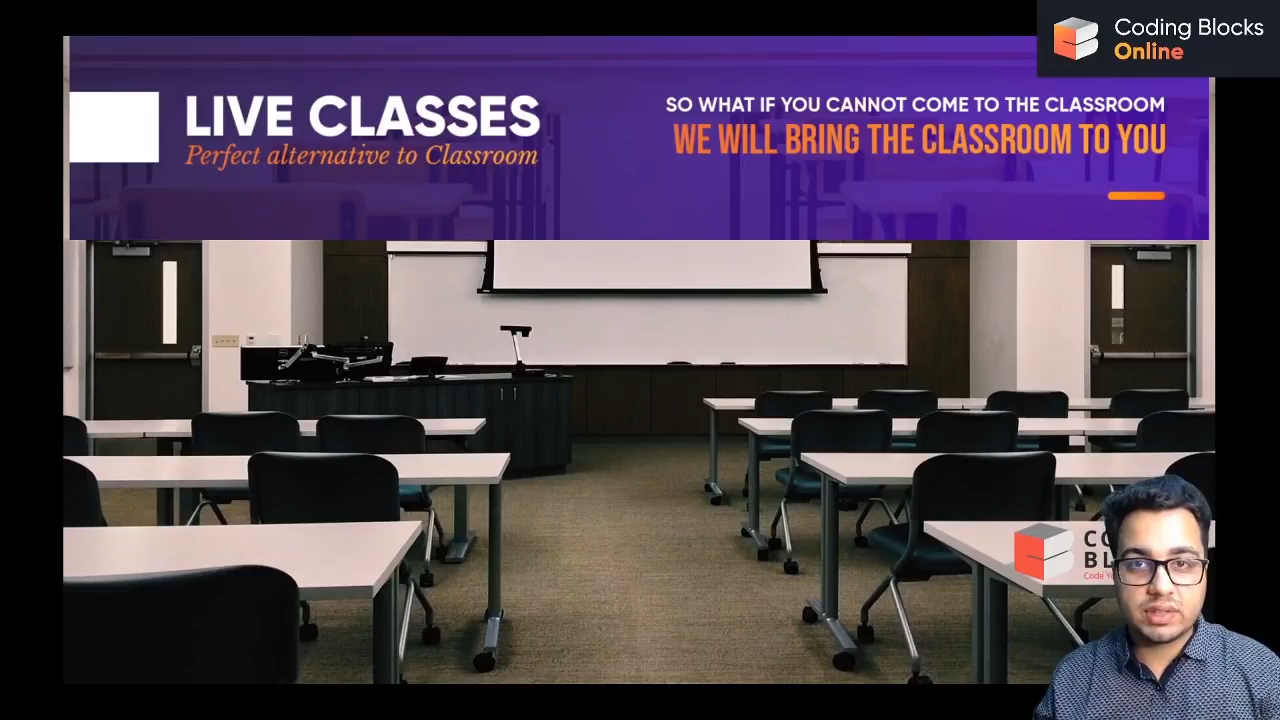 Coding Blocks
Online
LIVE CLASSES
Perfect alternative to Classroom
SO WHAT IF YOU CANNOT COME TO THE CLASSROOM
WE WILL BRING THE CLASSROOM TO YOU